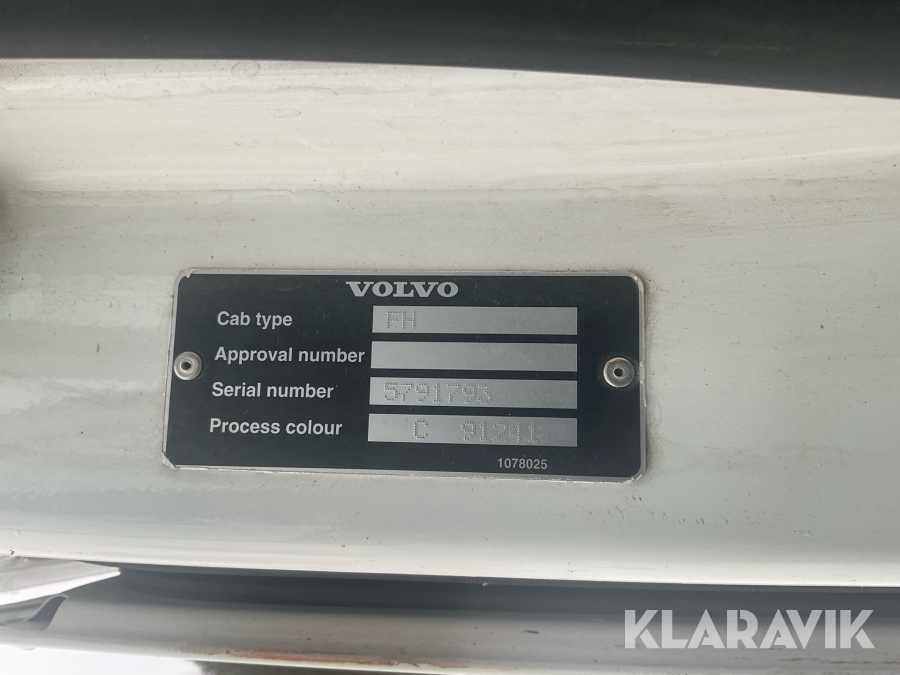 VOLVO
Cab type FH
Approval number
Serial number 5791793
Process colour C 91241
1078025
KLARAVIK